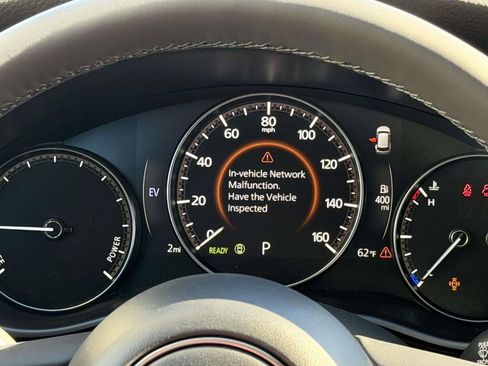 60 80 100
mph
40 120
20 140
0 160
In-vehicle Network
Malfunction.
Have the Vehicle
Inspected
EV
400
mi
H
POWER
2mi
READY
P
62°F